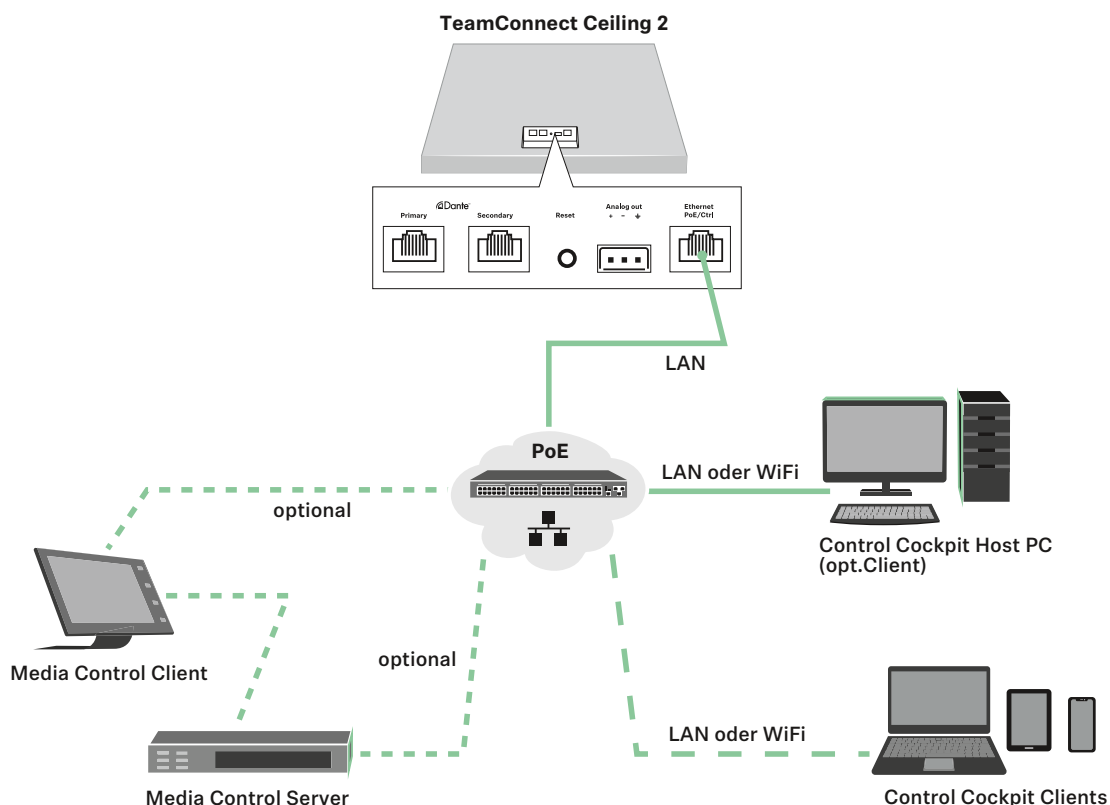 TeamConnect Ceiling 2
Dante
Primary
Secondary
Reset
Analog out
+ - ⏚
Ethernet
PoE/Ctrl
LAN
PoE
LAN oder WiFi
optional
Control Cockpit Host PC
(opt.Client)
Media Control Client
optional
LAN oder WiFi
Media Control Server
Control Cockpit Clients